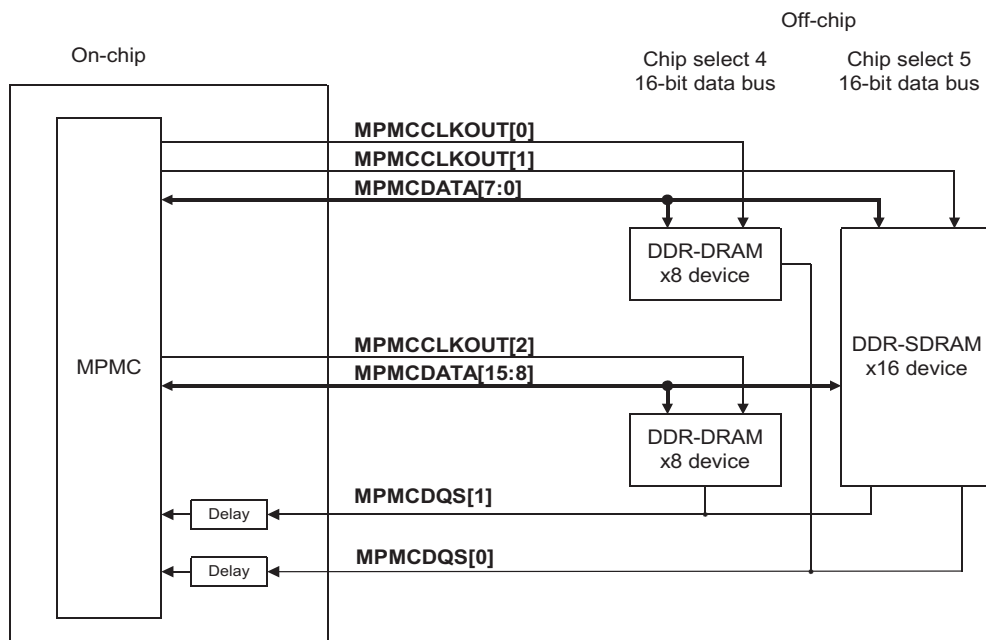 Off-chip
On-chip
Chip select 4
16-bit data bus
Chip select 5
16-bit data bus
MPMCCLKOUT[0]
MPMCCLKOUT[1]
MPMCDATA[7:0]
DDR-DRAM
x8 device
MPMC
MPMCCLKOUT[2]
MPMCDATA[15:8]
DDR-SDRAM
x16 device
DDR-DRAM
x8 device
MPMCDQS[1]
Delay
MPMCDQS[0]
Delay